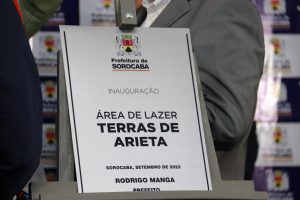 Prefeitura de
SOROCABA
INAUGURAÇÃO
ÁREA DE LAZER
TERRAS DE
ARIETA
SOROCABA, SETEMBRO DE 2022
RODRIGO MANGA
PREFEITO